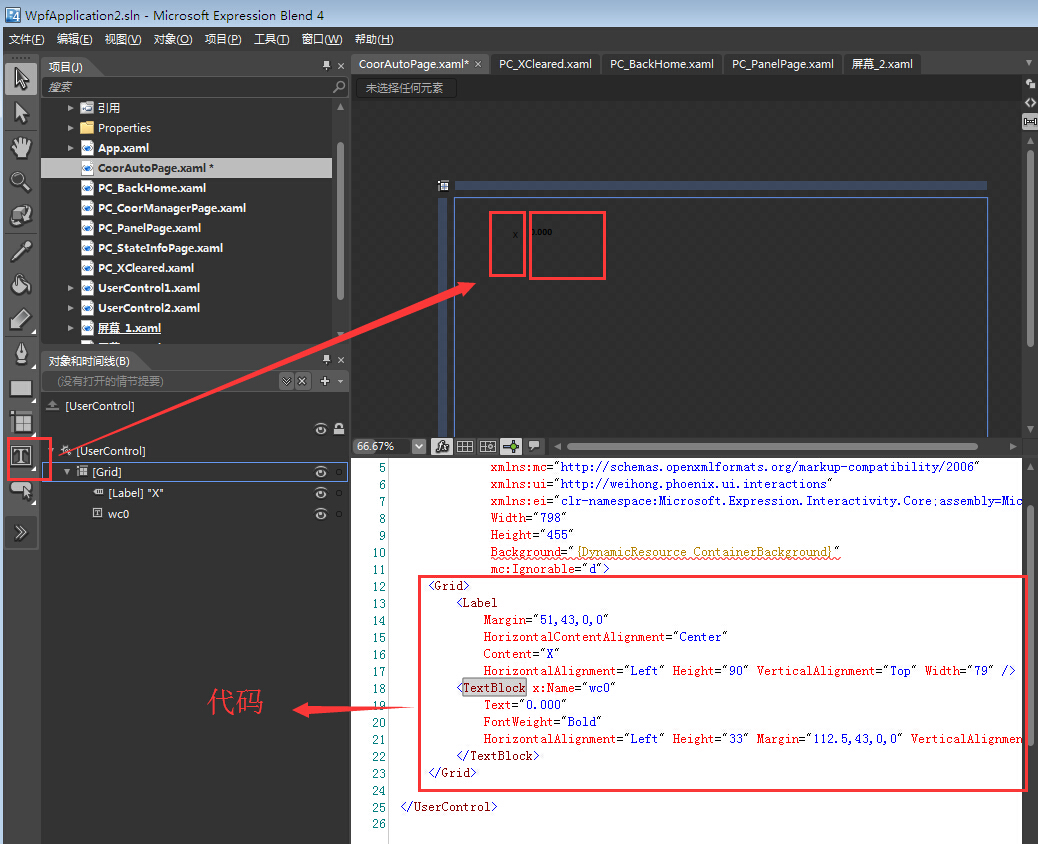 WpfApplication2.sln - Microsoft Expression Blend 4
文件(F) 编辑(E) 视图(V) 对象(O) 项目(P) 工具(T) 窗口(W) 帮助(H)
项目(J)
搜索
引用
Properties
App.xaml
CoorAutoPage.xaml *
PC_BackHome.xaml
PC_CoorManagerPage.xaml
PC_PanelPage.xaml
PC_StateInfoPage.xaml
PC_XCleared.xaml
UserControl1.xaml
UserControl2.xaml
屏幕_1.xaml
对象和时间线(B)
(没有打开的情节提要)
[UserControl]
[UserControl]
[Grid]
[Label] "X"
wc0
CoorAutoPage.xaml* × PC_XCleared.xaml PC_BackHome.xaml PC_PanelPage.xaml 屏幕_2.xaml
未选择任何元素
X 0.000
66.67%
5 xmlns:mc="http://schemas.openxmlformats.org/markup-compatibility/2006"
6 xmlns:ui="http://weihong.phoenix.ui.interactions"
7 xmlns:ei="clr-namespace:Microsoft.Expression.Interactivity.Core;assembly=Mic
8 Width="798"
9 Height="455"
10 Background="{DynamicResource ContainerBackground}"
11 mc:Ignorable="d">
12 <Grid>
13 <Label
14 Margin="51,43,0,0"
15 HorizontalContentAlignment="Center"
16 Content="X"
17 HorizontalAlignment="Left" Height="90" VerticalAlignment="Top" Width="79" />
18 <TextBlock x:Name="wc0"
19 Text="0.000"
20 FontWeight="Bold"
21 HorizontalAlignment="Left" Height="33" Margin="112.5,43,0,0" VerticalAlignmen
22 </TextBlock>
23 </Grid>
24
25 </UserControl>
26
代码